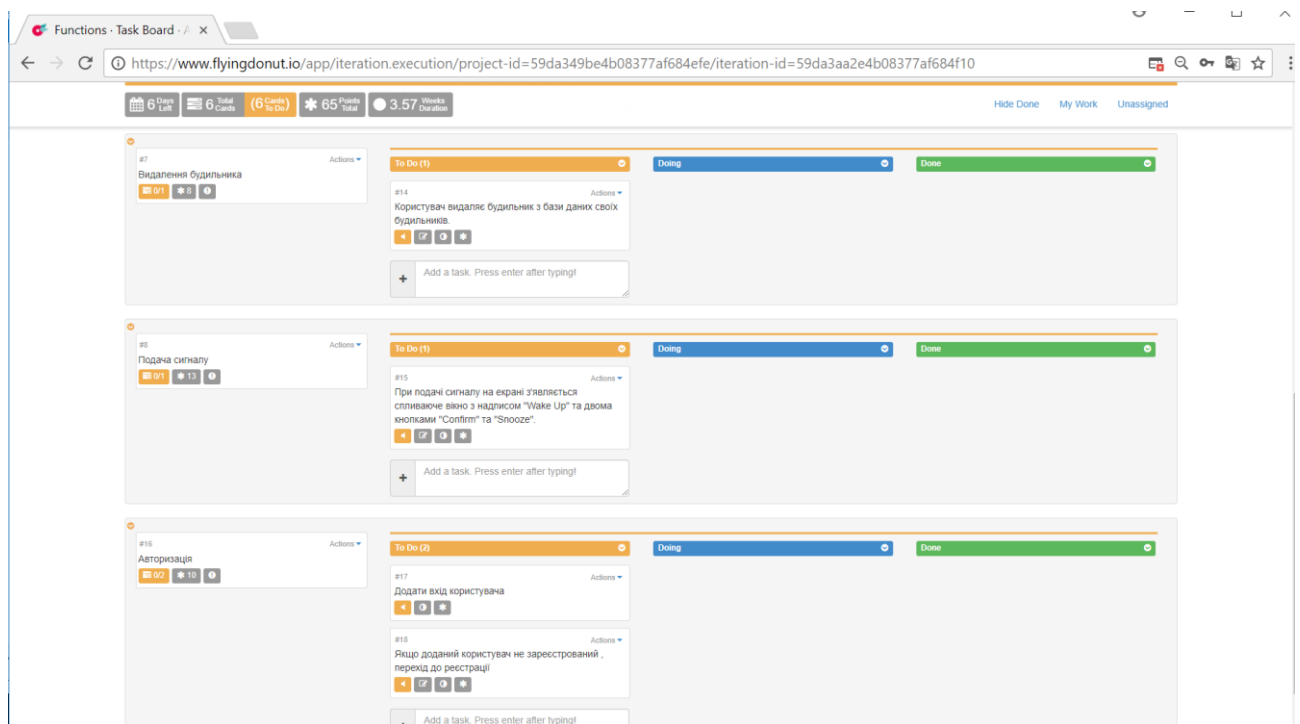 Functions · Task Board · A
https://www.flyingdonut.io/app/iteration.execution/project-id=59da349be4b08377af684efe/iteration-id=59da3aa2e4b08377af684f10
6 Days Left 6 Total Cards (6 Cards To Do) 65 Points Total 3.57 Weeks Duration
Hide Done My Work Unassigned
#7 Actions
Видалення будильника
0/1 8
To Do (1) Doing Done
#14 Actions
Користувач видаляє будильник з бази даних своїх
будильників.
Add a task. Press enter after typing!
#8 Actions
Подача сигналу
0/1 13
To Do (1) Doing Done
#15 Actions
При подачі сигналу на екрані з'являється
спливаюче вікно з надписом "Wake Up" та двома
кнопками "Confirm" та "Snooze".
Add a task. Press enter after typing!
#16 Actions
Авторизація
0/2 10
To Do (2) Doing Done
#17 Actions
Додати вхід користувача
#18 Actions
Якщо доданий користувач не зареєстрований ,
перехід до реєстрації
Add a task. Press enter after typing!